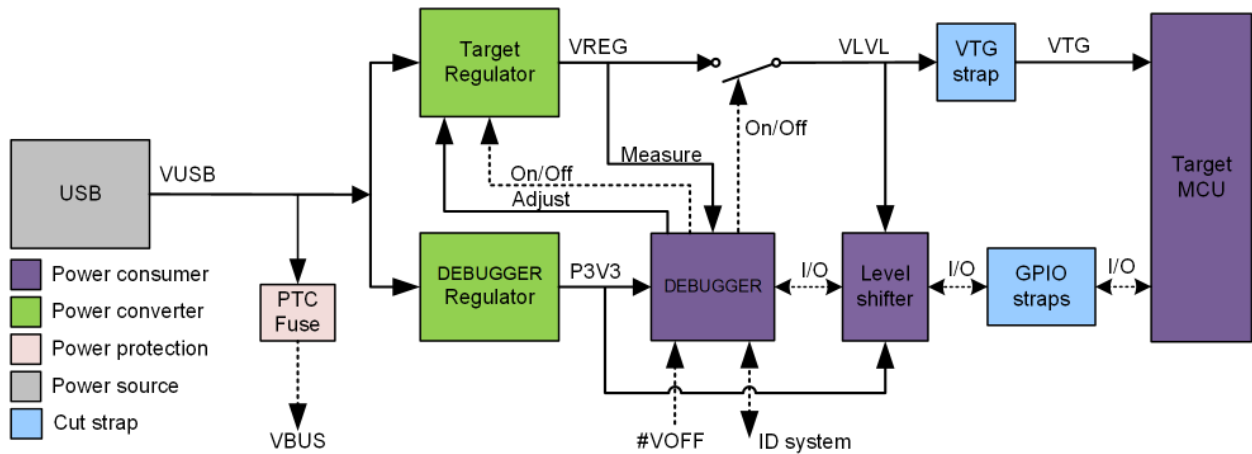 Target
Regulator
VREG
VLVL
VTG
strap
VTG
On/Off
Measure
VUSB
On/Off
Adjust
USB
Target
MCU
DEBUGGER
Regulator
P3V3
DEBUGGER
I/O
Level
shifter
I/O
GPIO
straps
I/O
PTC
Fuse
Power consumer
Power converter
Power protection
Power source
Cut strap
VBUS
#VOFF
ID system